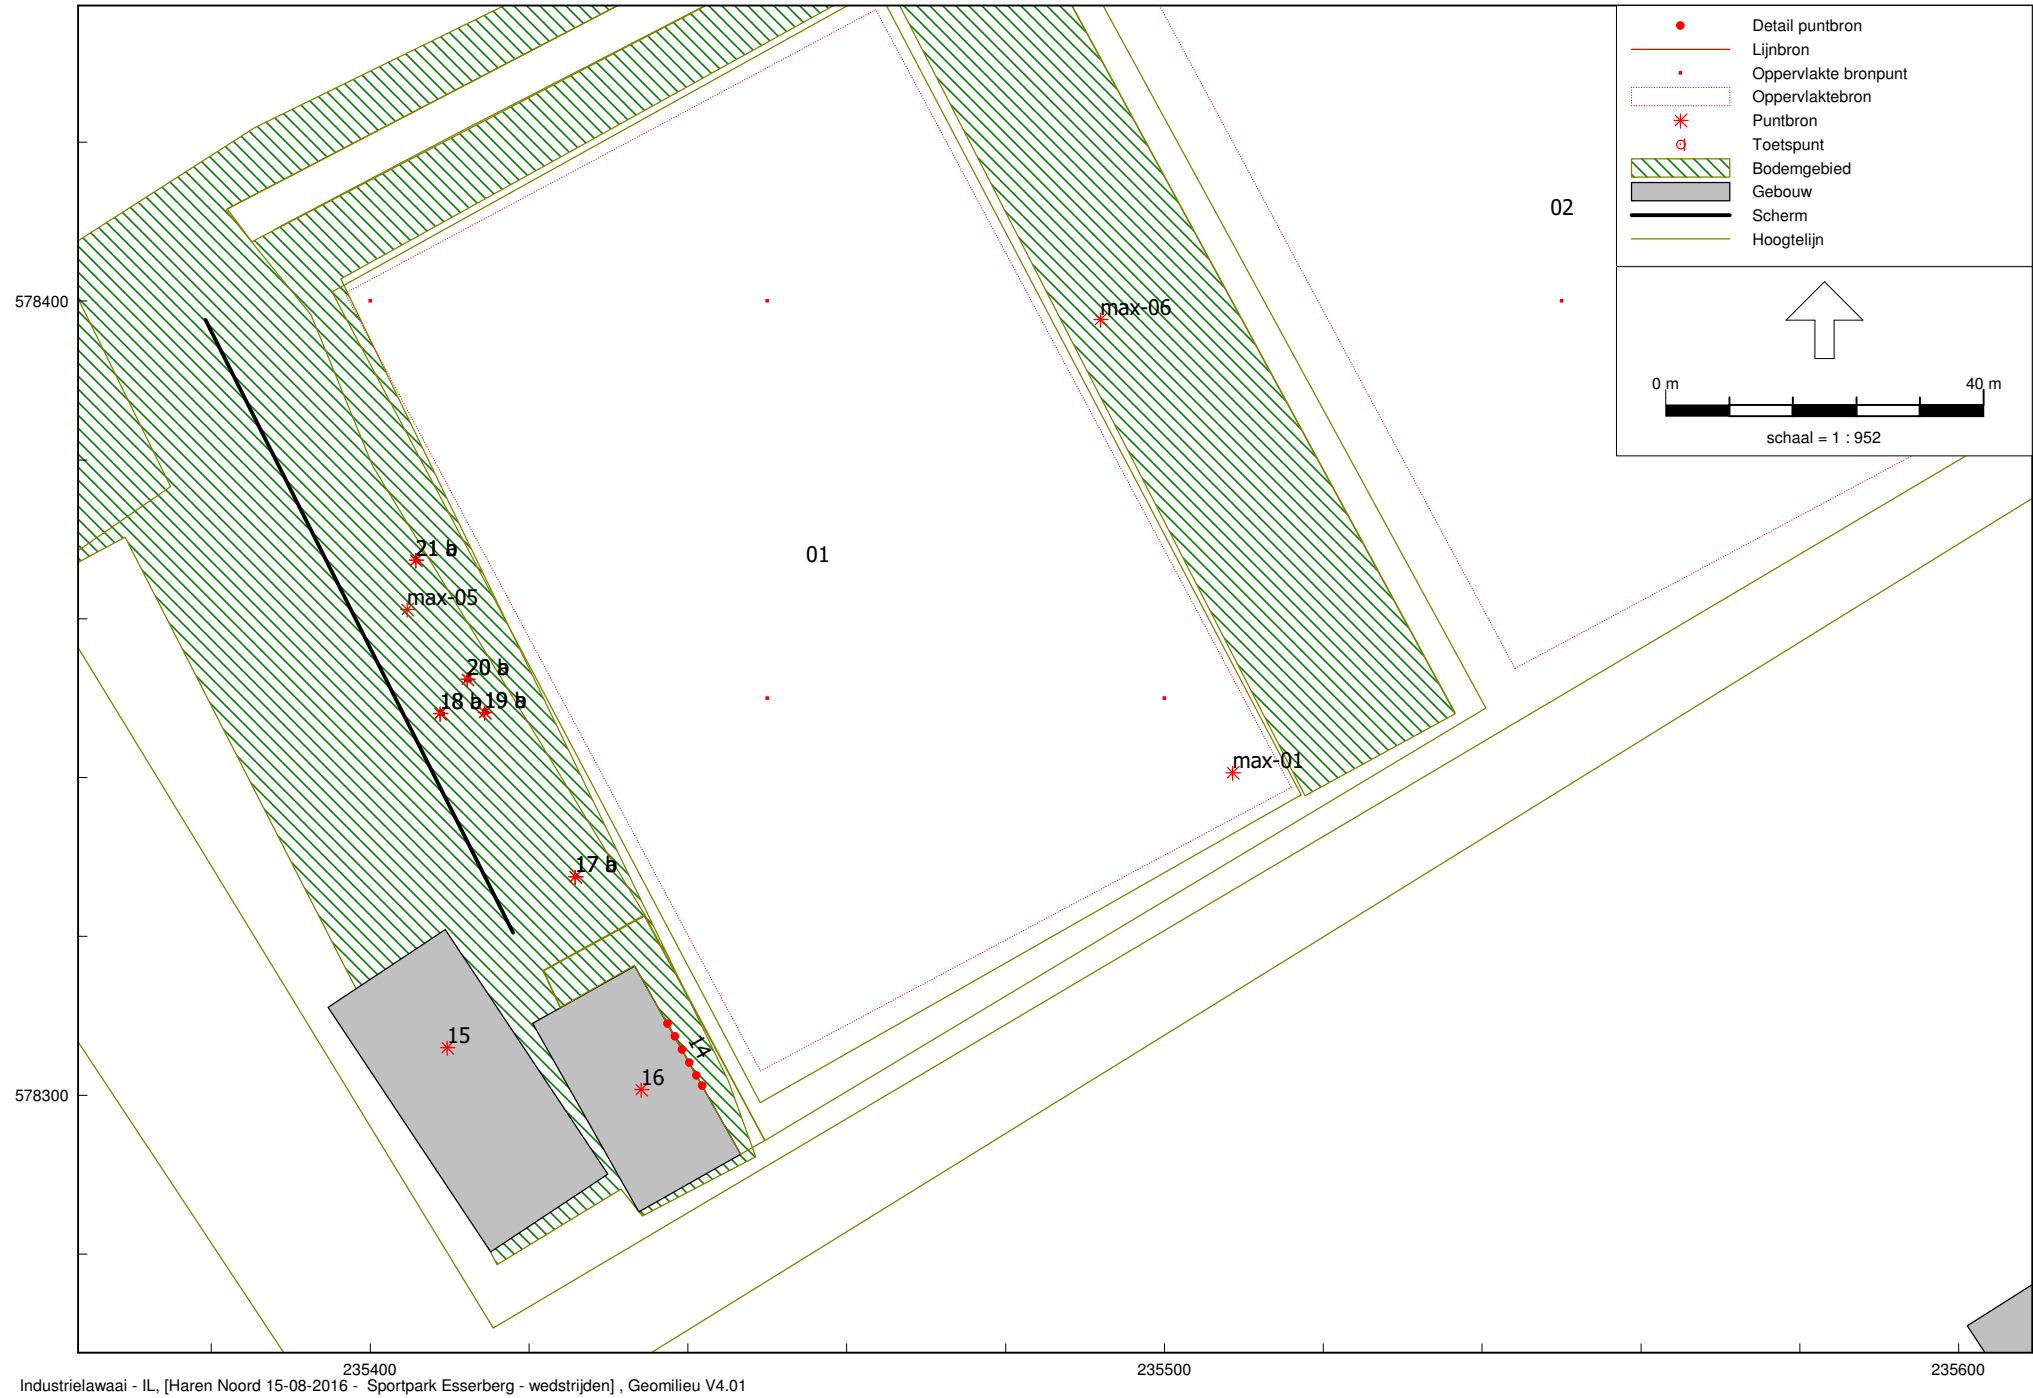 Detail puntbron
Lijnbron
Oppervlakte bronpunt
Oppervlaktebron
Puntbron
Toetspunt
Bodemgebied
Gebouw
Scherm
Hoogtelijn
0 m 40 m
schaal = 1 : 952
02
578400
max-06
21
01
max-05
20
18 19
max-01
17
15
14
16
578300
235400 235500 235600
Industrielawaai - IL, [Haren Noord 15-08-2016 - Sportpark Esserberg - wedstrijden] , Geomilieu V4.01